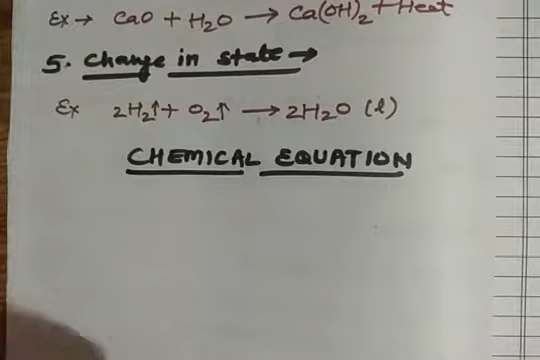 Ex → CaO + H₂O → Ca(OH)₂ + Heat
5. Change in state →
Ex 2H₂↑ + O₂↑ → 2H₂O (l)
CHEMICAL EQUATION